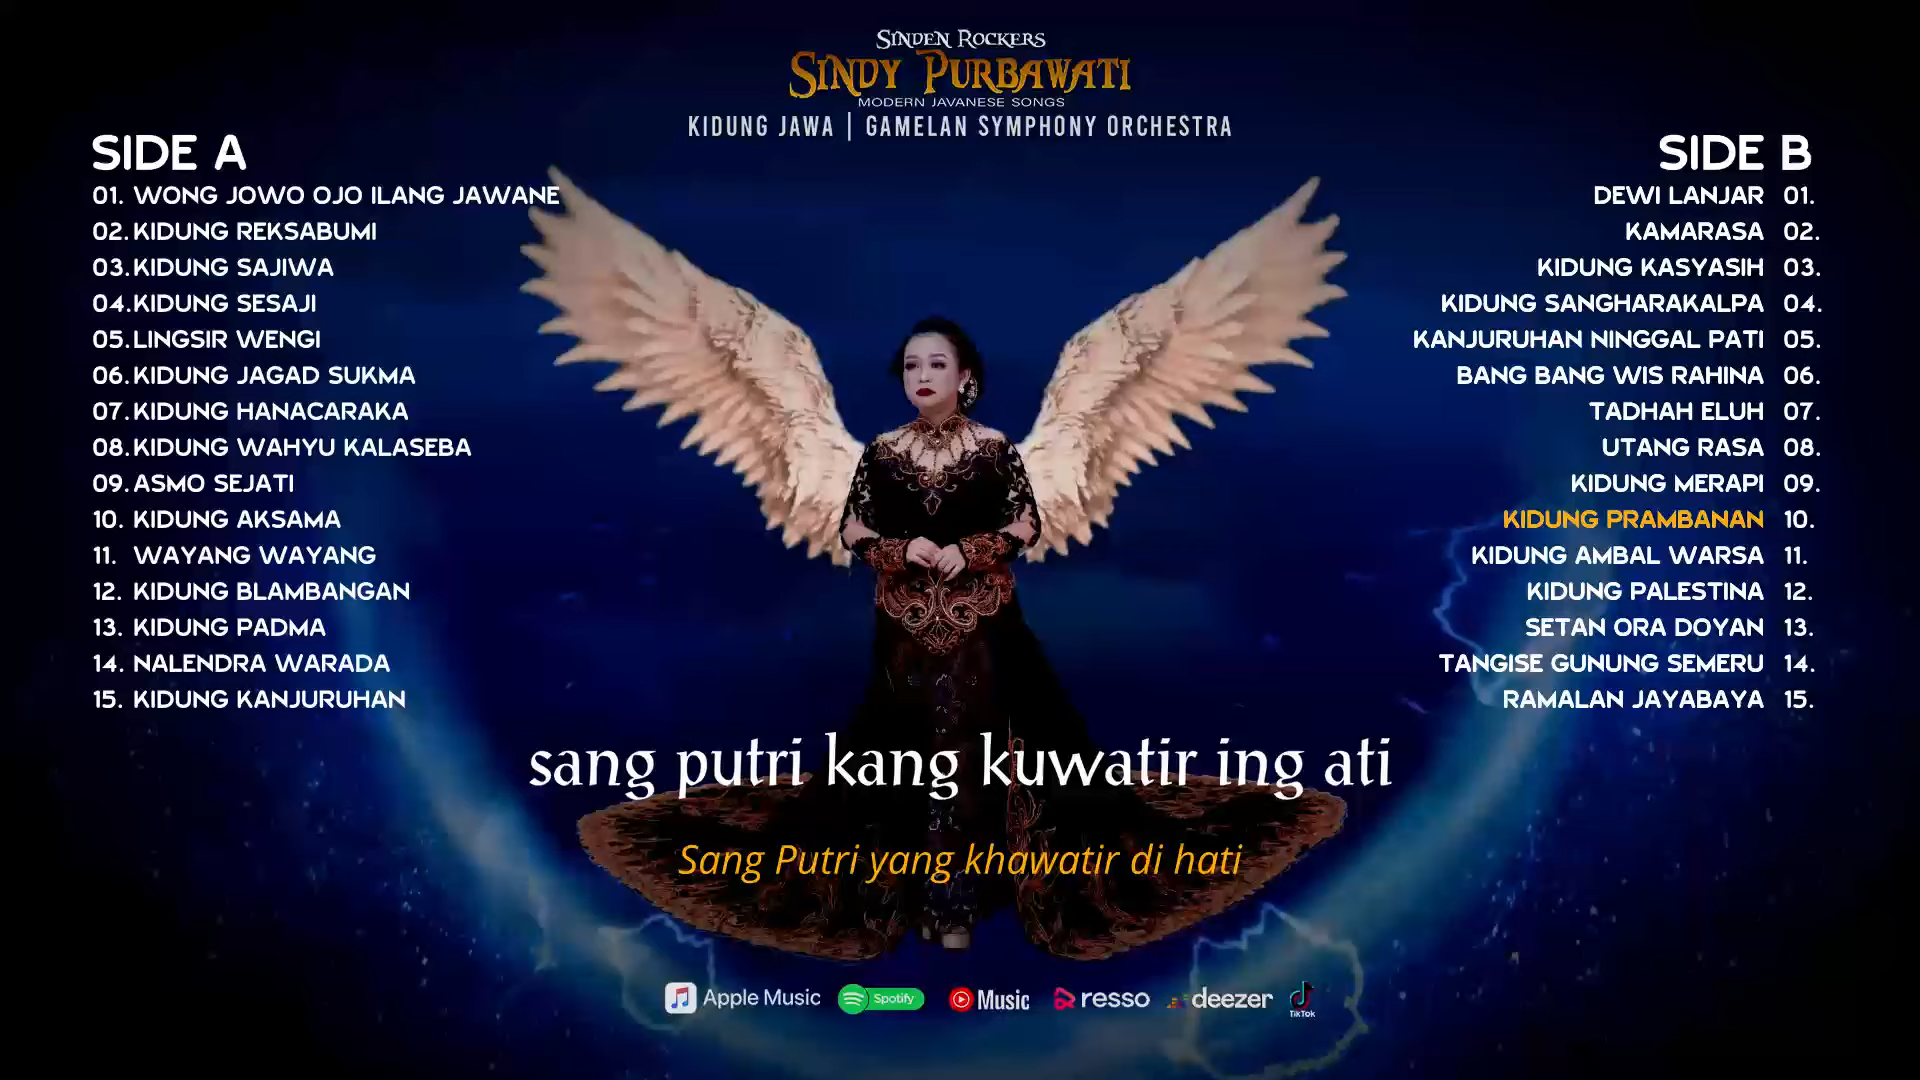 SINDEN ROCKERS
SINDY PURBAWATI
MODERN JAVANESE SONGS
KIDUNG JAWA | GAMELAN SYMPHONY ORCHESTRA
SIDE A
01. WONG JOWO OJO ILANG JAWANE
02. KIDUNG REKSABUMI
03. KIDUNG SAJIWA
04. KIDUNG SESAJI
05. LINGSIR WENGI
06. KIDUNG JAGAD SUKMA
07. KIDUNG HANACARAKA
08. KIDUNG WAHYU KALASEBA
09. ASMO SEJATI
10. KIDUNG AKSAMA
11. WAYANG WAYANG
12. KIDUNG BLAMBANGAN
13. KIDUNG PADMA
14. NALENDRA WARADA
15. KIDUNG KANJURUHAN
SIDE B
DEWI LANJAR 01.
KAMARASA 02.
KIDUNG KASYASIH 03.
KIDUNG SANGHARAKALPA 04.
KANJURUHAN NINGGAL PATI 05.
BANG BANG WIS RAHINA 06.
TADHAH ELUH 07.
UTANG RASA 08.
KIDUNG MERAPI 09.
KIDUNG PRAMBANAN 10.
KIDUNG AMBAL WARSA 11.
KIDUNG PALESTINA 12.
SETAN ORA DOYAN 13.
TANGISE GUNUNG SEMERU 14.
RAMALAN JAYABAYA 15.
sang putri kang kuwatir ing ati
Sang Putri yang khawatir di hati
Apple Music Spotify Music resso deezer TikTok